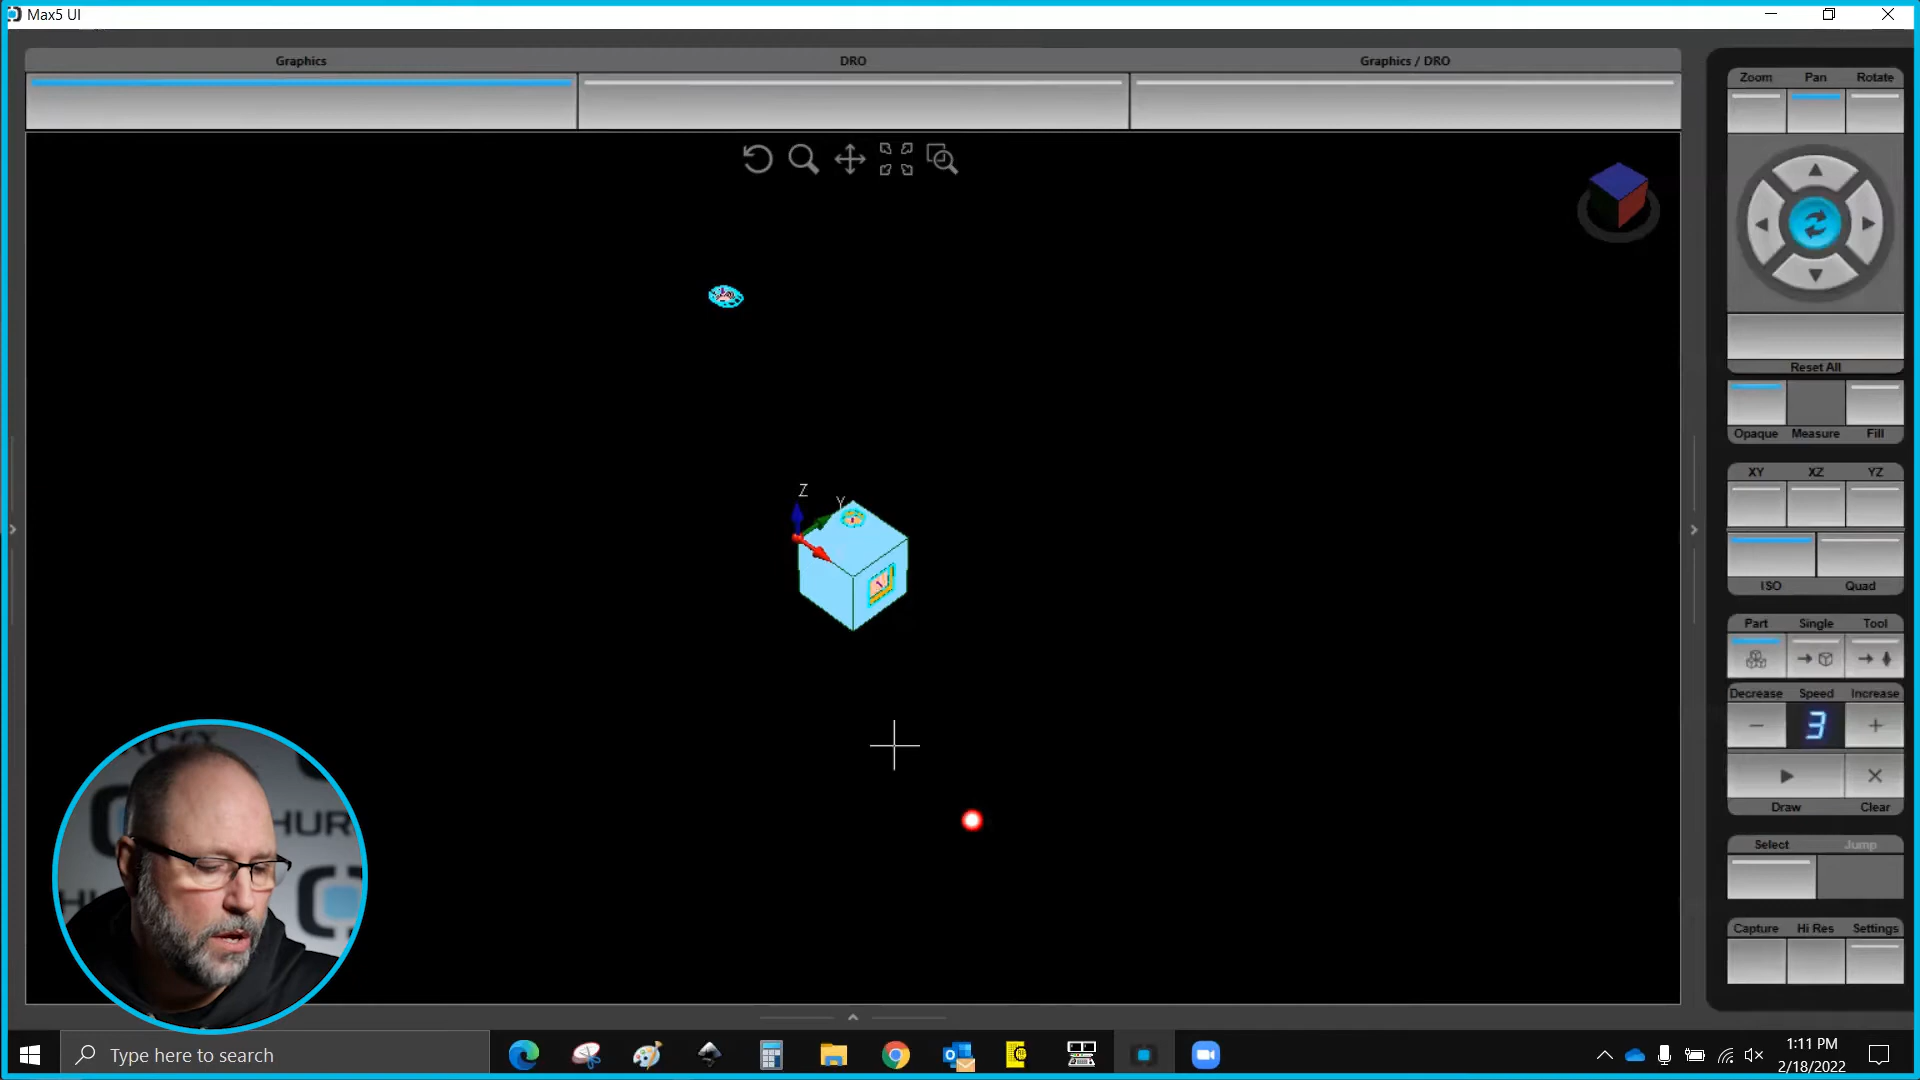 Max5 UI
Graphics
DRO
Graphics / DRO
Zoom
Pan
Rotate
Reset All
Opaque
Measure
Fill
XY
XZ
YZ
ISO
Quad
Part
Single
Tool
Decrease
Speed
Increase
3
Draw
Clear
Select
Jump
Capture
Hi Res
Settings
Z
Y
HUR
Type here to search
1:11 PM
2/18/2022